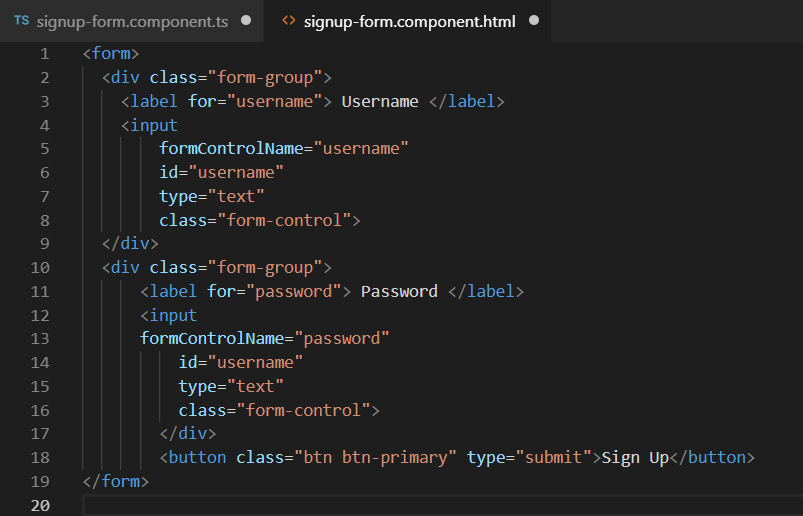 TS signup-form.component.ts ● <> signup-form.component.html ●
1 <form>
2 <div class="form-group">
3 <label for="username"> Username </label>
4 <input
5 formControlName="username"
6 id="username"
7 type="text"
8 class="form-control">
9 </div>
10 <div class="form-group">
11 <label for="password"> Password </label>
12 <input
13 formControlName="password"
14 id="username"
15 type="text"
16 class="form-control">
17 </div>
18 <button class="btn btn-primary" type="submit">Sign Up</button>
19 </form>
20